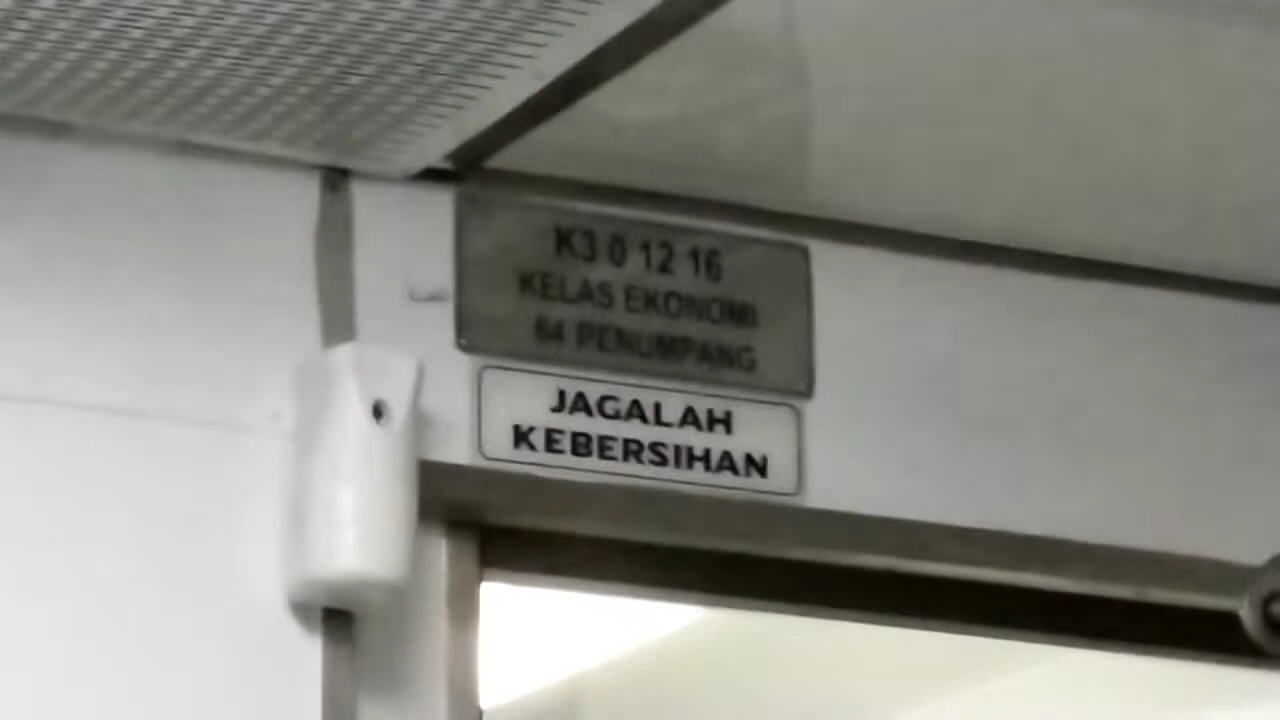 K3 0 12 16
KELAS EKONOMI
64 PENUMPANG
JAGALAH
KEBERSIHAN